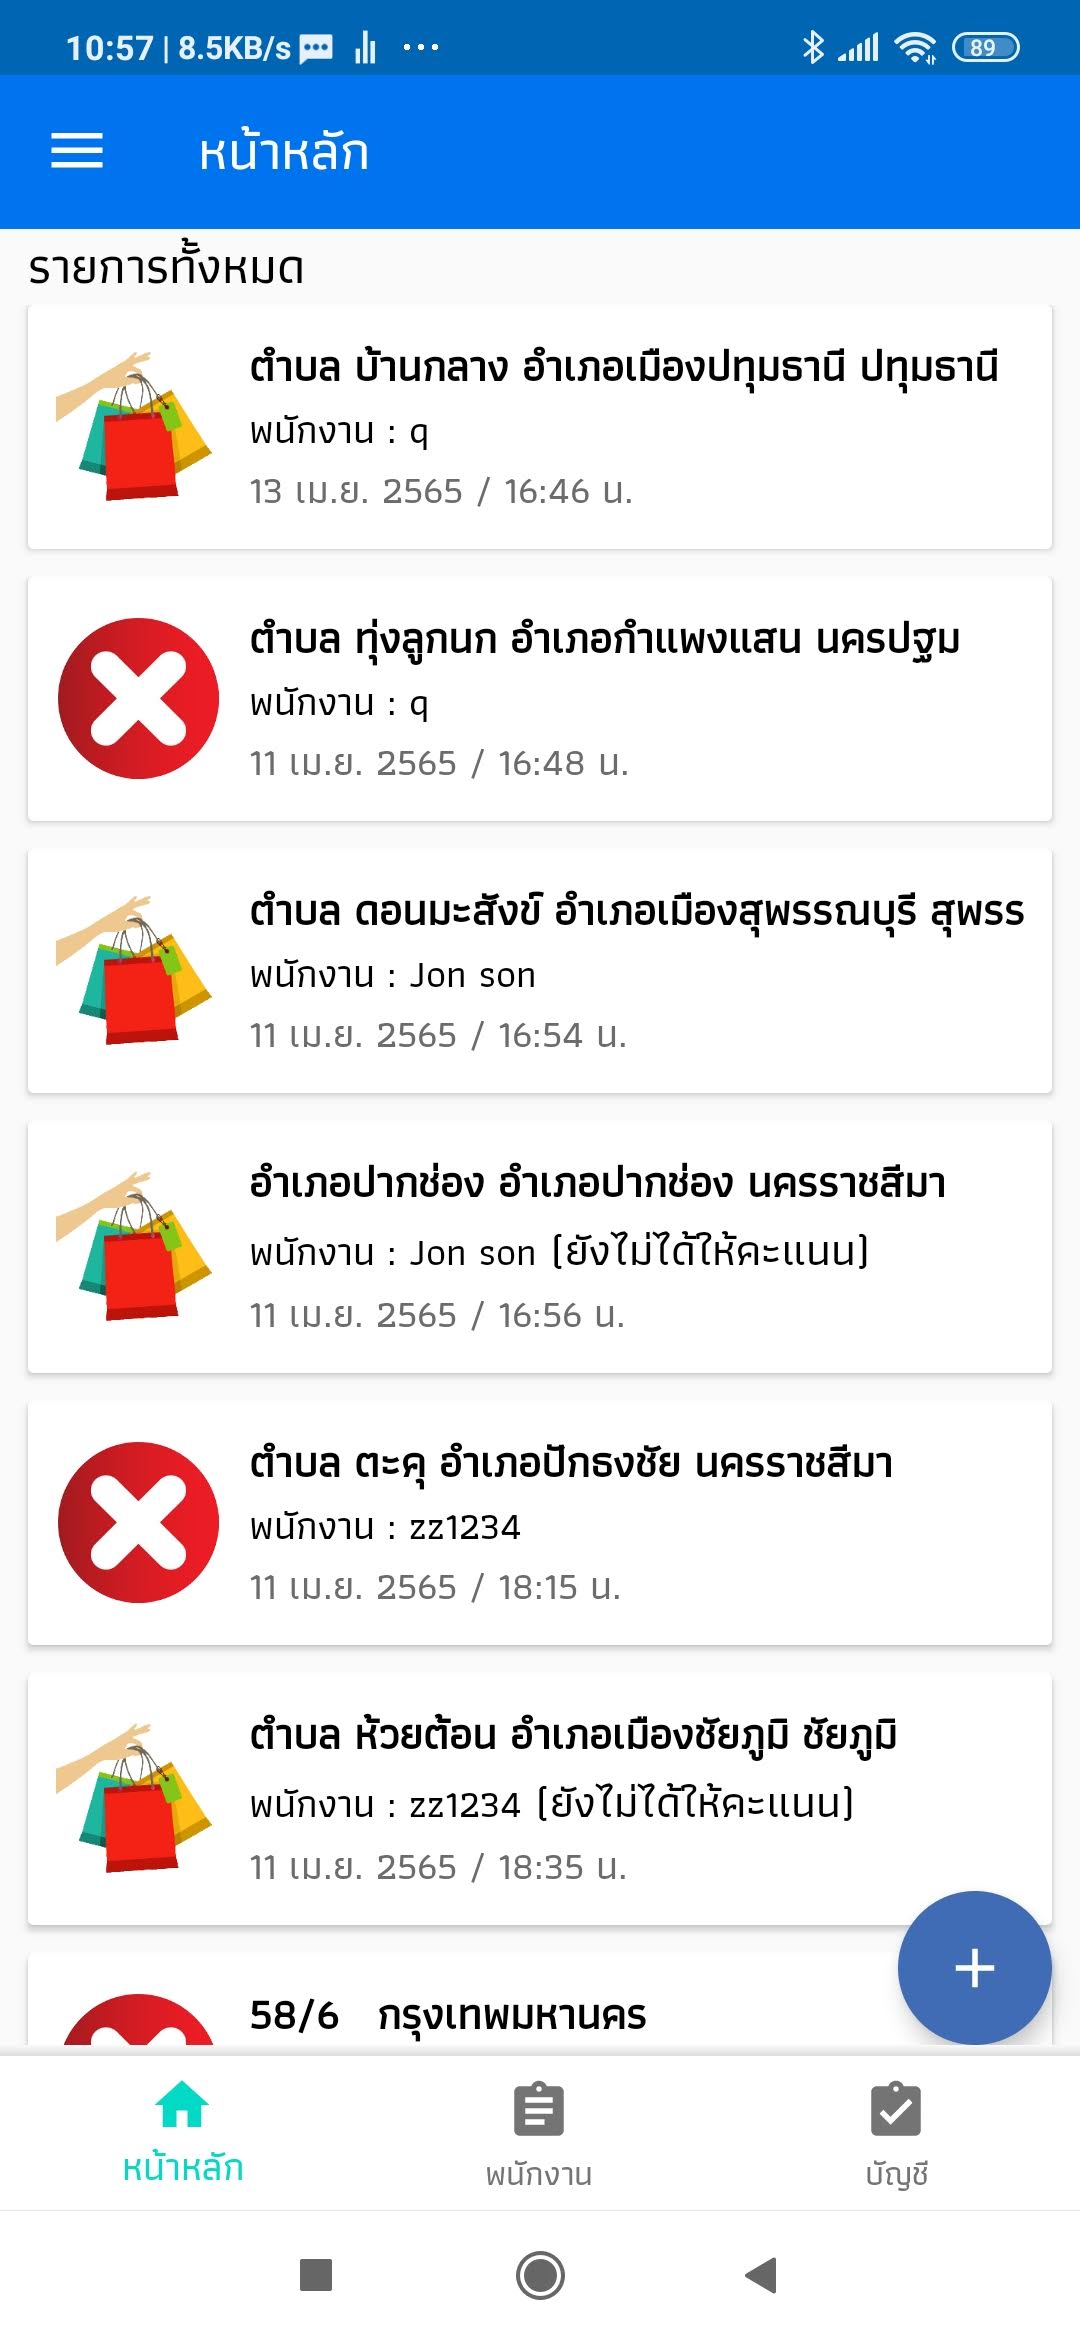 10:57 | 8.5KB/s
89
หน้าหลัก
รายการทั้งหมด
ตำบล บ้านกลาง อำเภอเมืองปทุมธานี ปทุมธานี
พนักงาน : q
13 เม.ย. 2565 / 16:46 น.
ตำบล ทุ่งลูกนก อำเภอกำแพงแสน นครปฐม
พนักงาน : q
11 เม.ย. 2565 / 16:48 น.
ตำบล ดอนมะสังข์ อำเภอเมืองสุพรรณบุรี สุพรร
พนักงาน : Jon son
11 เม.ย. 2565 / 16:54 น.
อำเภอปากช่อง อำเภอปากช่อง นครราชสีมา
พนักงาน : Jon son (ยังไม่ได้ให้คะแนน)
11 เม.ย. 2565 / 16:56 น.
ตำบล ตะคุ อำเภอปักธงชัย นครราชสีมา
พนักงาน : zz1234
11 เม.ย. 2565 / 18:15 น.
ตำบล ห้วยต้อน อำเภอเมืองชัยภูมิ ชัยภูมิ
พนักงาน : zz1234 (ยังไม่ได้ให้คะแนน)
11 เม.ย. 2565 / 18:35 น.
58/6 กรุงเทพมหานคร
หน้าหลัก
พนักงาน
บัญชี